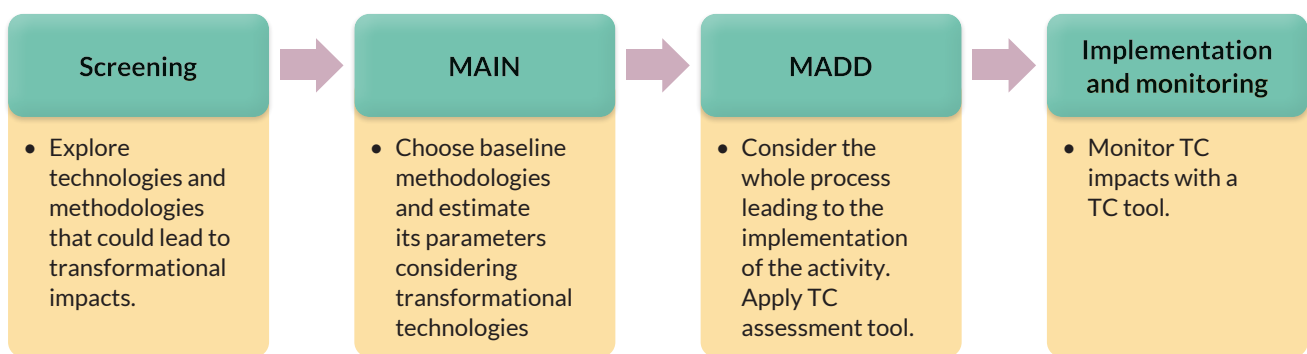 Screening
• Explore
technologies and
methodologies
that could lead to
transformational
impacts.
MAIN
• Choose baseline
methodologies
and estimate
its parameters
considering
transformational
technologies
MADD
• Consider the
whole process
leading to the
implementation
of the activity.
Apply TC
assessment tool.
Implementation
and monitoring
• Monitor TC
impacts with a
TC tool.